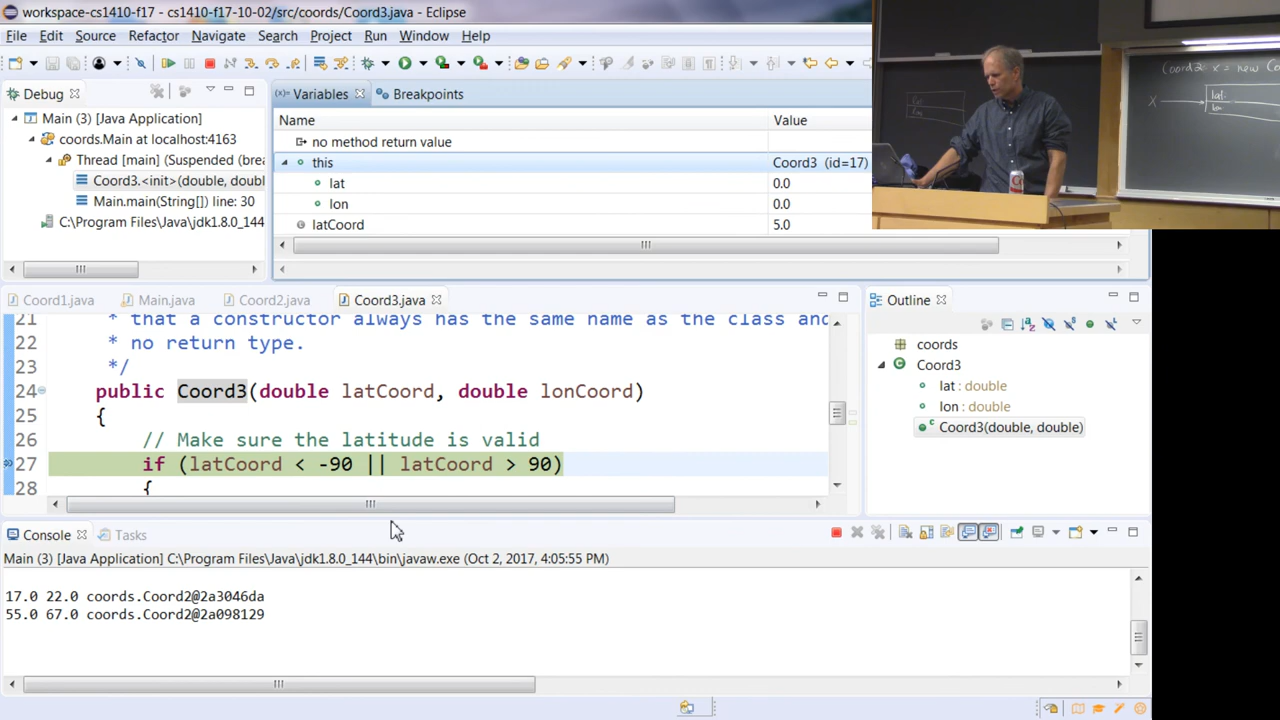 workspace-cs1410-f17 - cs1410-f17-10-02/src/coords/Coord3.java - Eclipse
File Edit Source Refactor Navigate Search Project Run Window Help
Debug
Main (3) [Java Application]
coords.Main at localhost:4163
Thread [main] (Suspended (brea
Coord3.<init>(double, doubl
Main.main(String[]) line: 30
C:\Program Files\Java\jdk1.8.0_144
Variables Breakpoints
Name Value
no method return value
this Coord3 (id=17)
lat 0.0
lon 0.0
latCoord 5.0
Coord2 x = new Co
x lat
lon
Coord1.java Main.java Coord2.java Coord3.java
21 * that a constructor always has the same name as the class and
22 * no return type.
23 */
24 public Coord3(double latCoord, double lonCoord)
25 {
26 // Make sure the latitude is valid
27 if (latCoord < -90 || latCoord > 90)
28 {
Outline
coords
Coord3
lat : double
lon : double
Coord3(double, double)
Console Tasks
Main (3) [Java Application] C:\Program Files\Java\jdk1.8.0_144\bin\javaw.exe (Oct 2, 2017, 4:05:55 PM)
17.0 22.0 coords.Coord2@2a3046da
55.0 67.0 coords.Coord2@2a098129